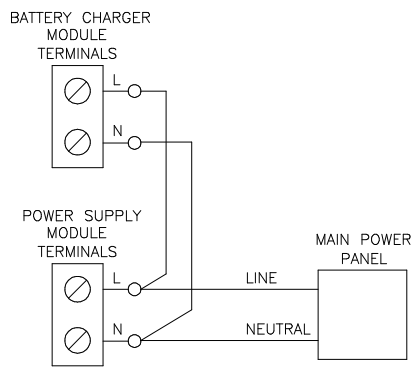 BATTERY CHARGER
MODULE
TERMINALS
L
N
POWER SUPPLY
MODULE
TERMINALS
L
N
LINE
NEUTRAL
MAIN POWER
PANEL